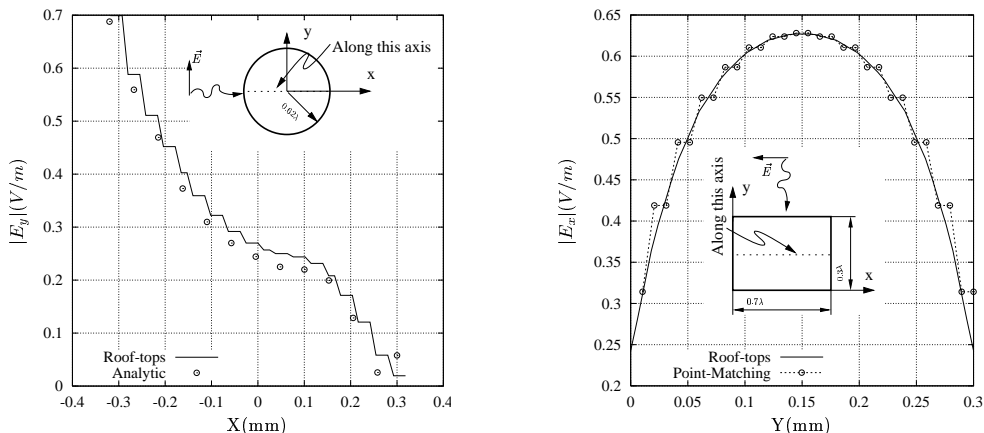 0.7
0.6
0.5
0.4
0.3
0.2
0.1
0
-0.4
-0.3
-0.2
-0.1
0
0.1
0.2
0.3
0.4
|E_y|(V/m)
X(mm)
y
Along this axis
x
E⃗
0.62λ
Roof-tops
Analytic
0.65
0.6
0.55
0.5
0.45
0.4
0.35
0.3
0.25
0.2
0
0.05
0.1
0.15
0.2
0.25
0.3
|E_x|(V/m)
Y(mm)
E⃗
y
Along this axis
x
0.3λ
0.7λ
Roof-tops
Point-Matching